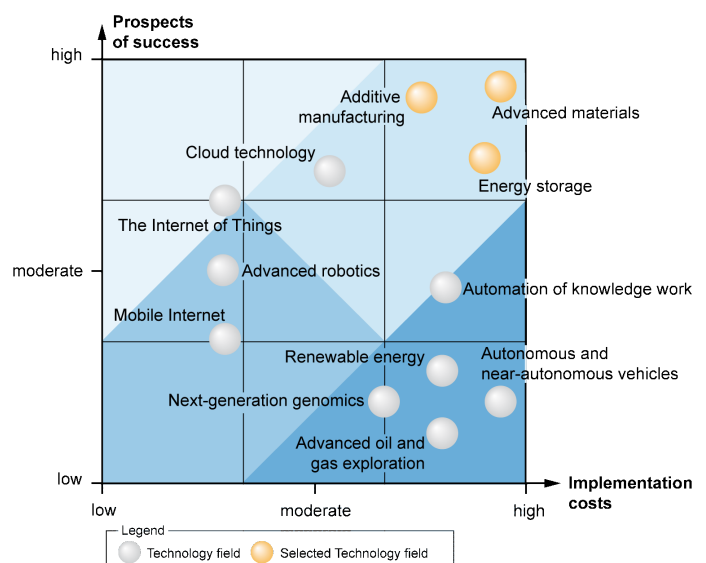 Prospects
of success
high
Additive
manufacturing
Advanced materials
Cloud technology
Energy storage
The Internet of Things
moderate
Advanced robotics
Automation of knowledge work
Mobile Internet
Renewable energy
Autonomous and
near-autonomous vehicles
Next-generation genomics
Advanced oil and
gas exploration
low
Implementation
costs
low
moderate
high
Legend
Technology field
Selected Technology field